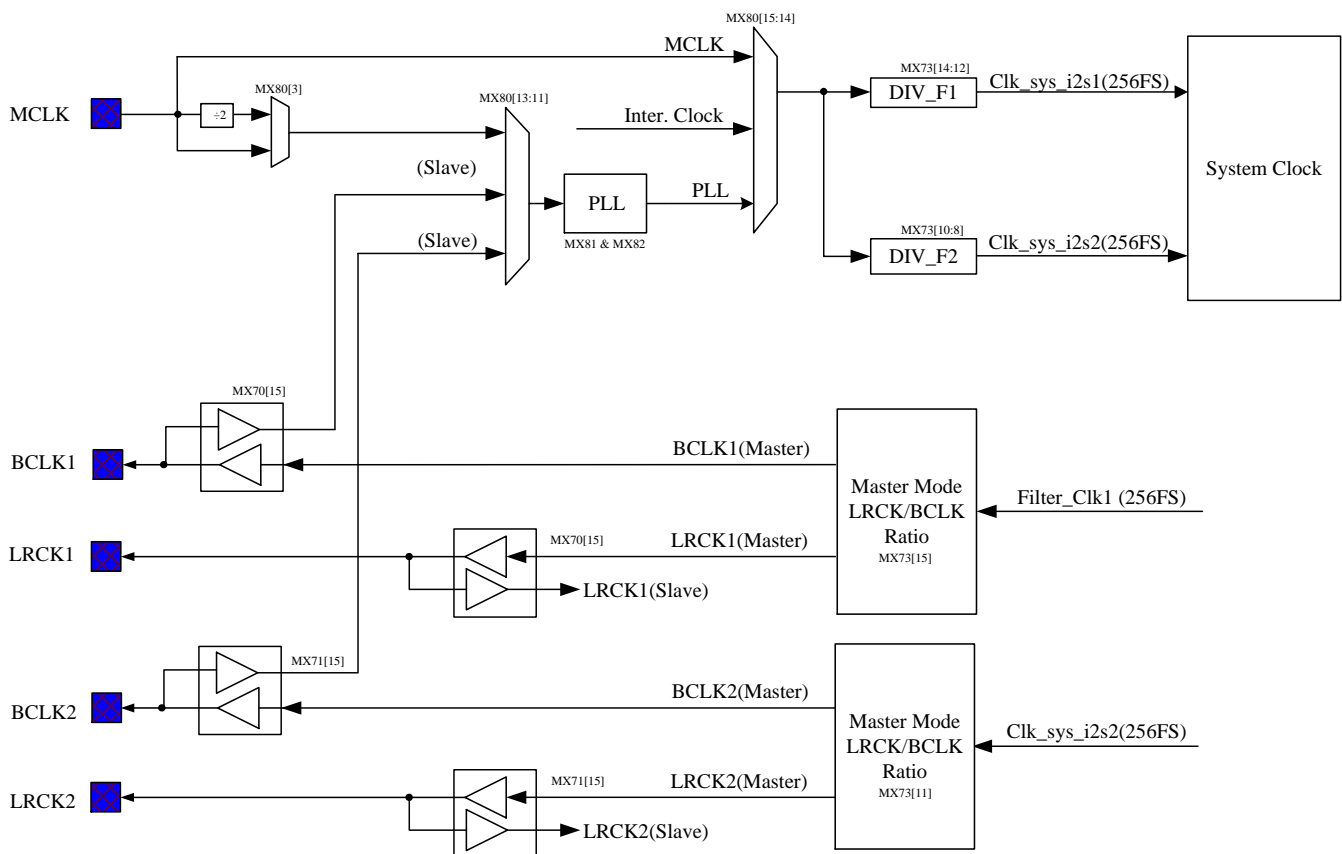 MX80[15:14]
MCLK
MX73[14:12]
Clk_sys_i2s1(256FS)
DIV_F1
MX80[3]
MX80[13:11]
MCLK
÷2
Inter. Clock
(Slave)
System Clock
PLL
PLL
MX73[10:8]
(Slave)
Clk_sys_i2s2(256FS)
MX81 & MX82
DIV_F2
MX70[15]
BCLK1(Master)
BCLK1
Master Mode
LRCK/BCLK
Ratio
MX73[15]
Filter_Clk1 (256FS)
MX70[15]
LRCK1(Master)
LRCK1
LRCK1(Slave)
MX71[15]
BCLK2(Master)
BCLK2
Master Mode
LRCK/BCLK
Ratio
MX73[11]
Clk_sys_i2s2(256FS)
MX71[15]
LRCK2(Master)
LRCK2
LRCK2(Slave)